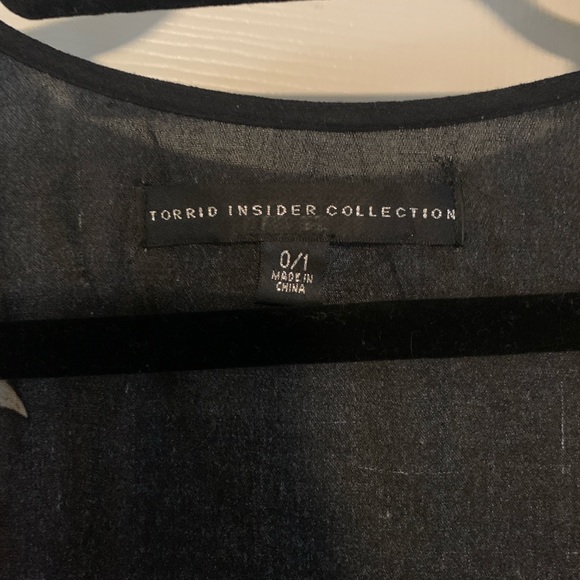 TORRID INSIDER COLLECTION
0/1
MADE IN
CHINA